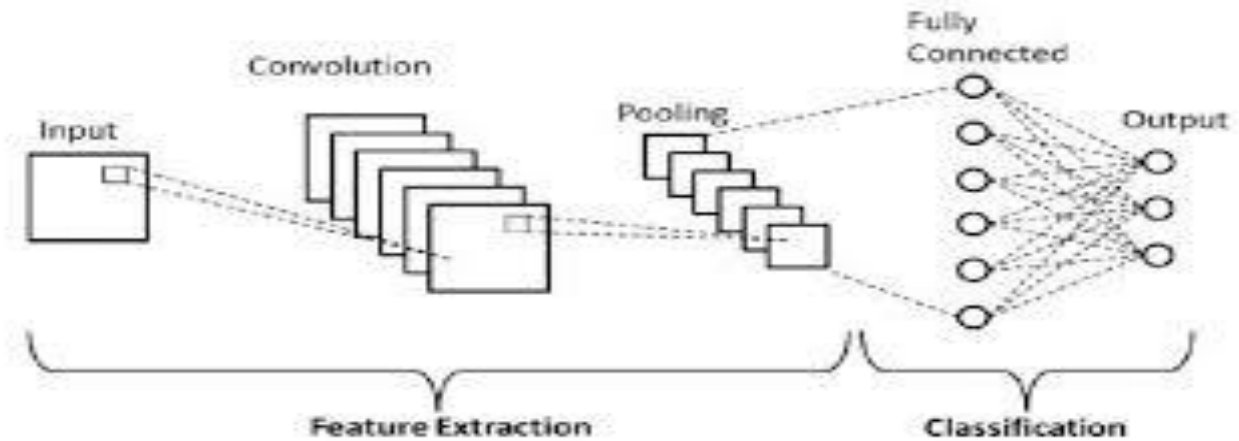 Fully
Connected
Convolution
Pooling
Input
Output
Feature Extraction
Classification